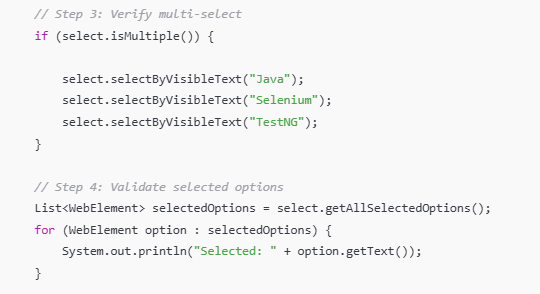 // Step 3: Verify multi-select
if (select.isMultiple()) {
select.selectByVisibleText("Java");
select.selectByVisibleText("Selenium");
select.selectByVisibleText("TestNG");
}
// Step 4: Validate selected options
List<WebElement> selectedOptions = select.getAllSelectedOptions();
for (WebElement option : selectedOptions) {
System.out.println("Selected: " + option.getText());
}